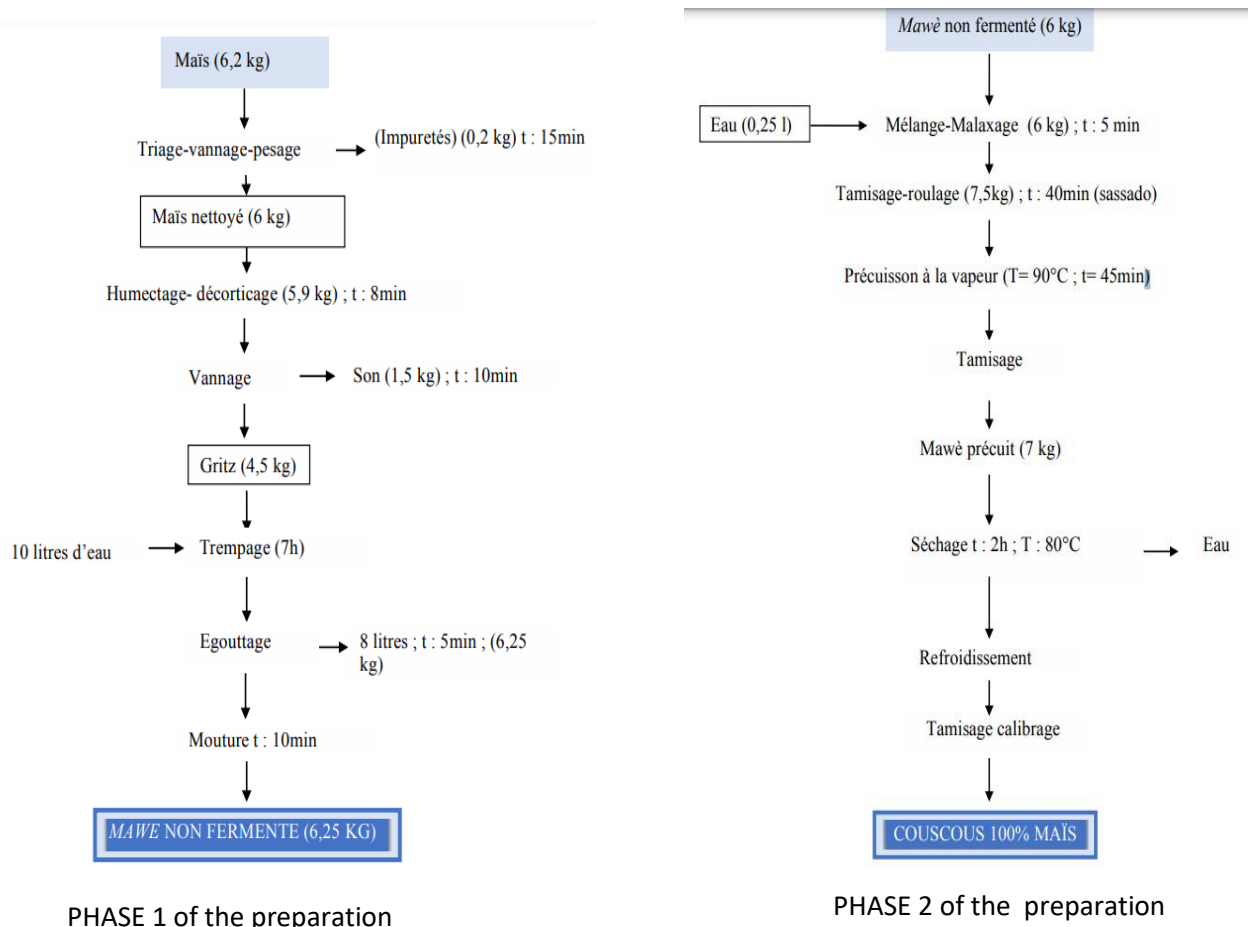 Maïs (6,2 kg)
Triage-vannage-pesage
(Impuretés) (0,2 kg) t : 15min
Maïs nettoyé (6 kg)
Humectage- décorticage (5,9 kg) ; t : 8min
Vannage
Son (1,5 kg) ; t : 10min
Gritz (4,5 kg)
10 litres d’eau
Trempage (7h)
Egouttage
8 litres ; t : 5min ; (6,25
kg)
Mouture t : 10min
MAWE NON FERMENTE (6,25 KG)
PHASE 1 of the preparation
Mawè non fermenté (6 kg)
Eau (0,25 l)
Mélange-Malaxage (6 kg) ; t : 5 min
Tamisage-roulage (7,5kg) ; t : 40min (sassado)
Précuisson à la vapeur (T= 90°C ; t= 45min)
Tamisage
Mawè précuit (7 kg)
Séchage t : 2h ; T : 80°C
Eau
Refroidissement
Tamisage calibrage
COUSCOUS 100% MAÏS
PHASE 2 of the preparation